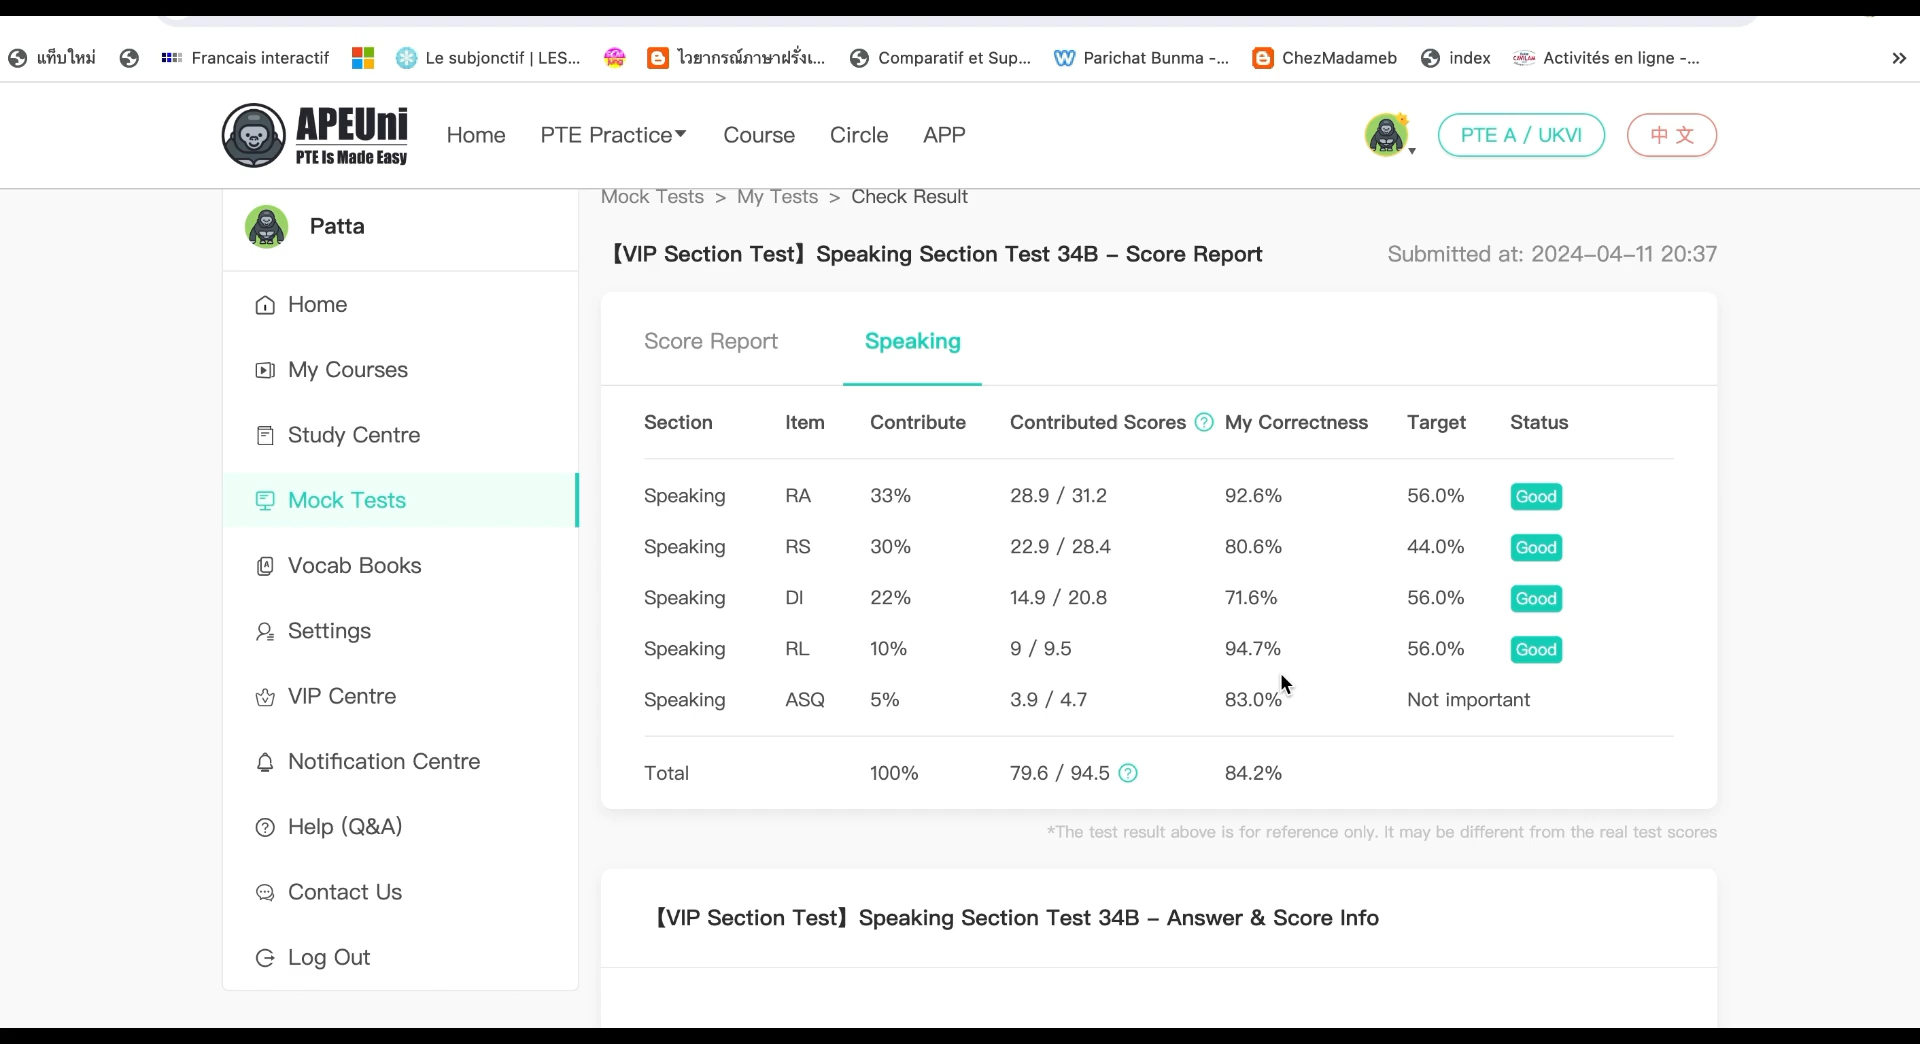 แท็บใหม่ Francais interactif Le subjonctif | LES... ไวยากรณ์ภาษาฝรั่ง... Comparatif et Sup... Parichat Bunma -... ChezMadameb index Activités en ligne -... »
APEUni
PTE Is Made Easy
Home PTE Practice Course Circle APP PTE A / UKVI 中 文
Patta
Home
My Courses
Study Centre
Mock Tests
Vocab Books
Settings
VIP Centre
Notification Centre
Help (Q&A)
Contact Us
Log Out
Mock Tests > My Tests > Check Result
【VIP Section Test】Speaking Section Test 34B – Score Report Submitted at: 2024-04-11 20:37
Score Report Speaking
Section Item Contribute Contributed Scores ? My Correctness Target Status
Speaking RA 33% 28.9 / 31.2 92.6% 56.0% Good
Speaking RS 30% 22.9 / 28.4 80.6% 44.0% Good
Speaking DI 22% 14.9 / 20.8 71.6% 56.0% Good
Speaking RL 10% 9 / 9.5 94.7% 56.0% Good
Speaking ASQ 5% 3.9 / 4.7 83.0% Not important
Total 100% 79.6 / 94.5 ? 84.2%
*The test result above is for reference only. It may be different from the real test scores
【VIP Section Test】Speaking Section Test 34B – Answer & Score Info